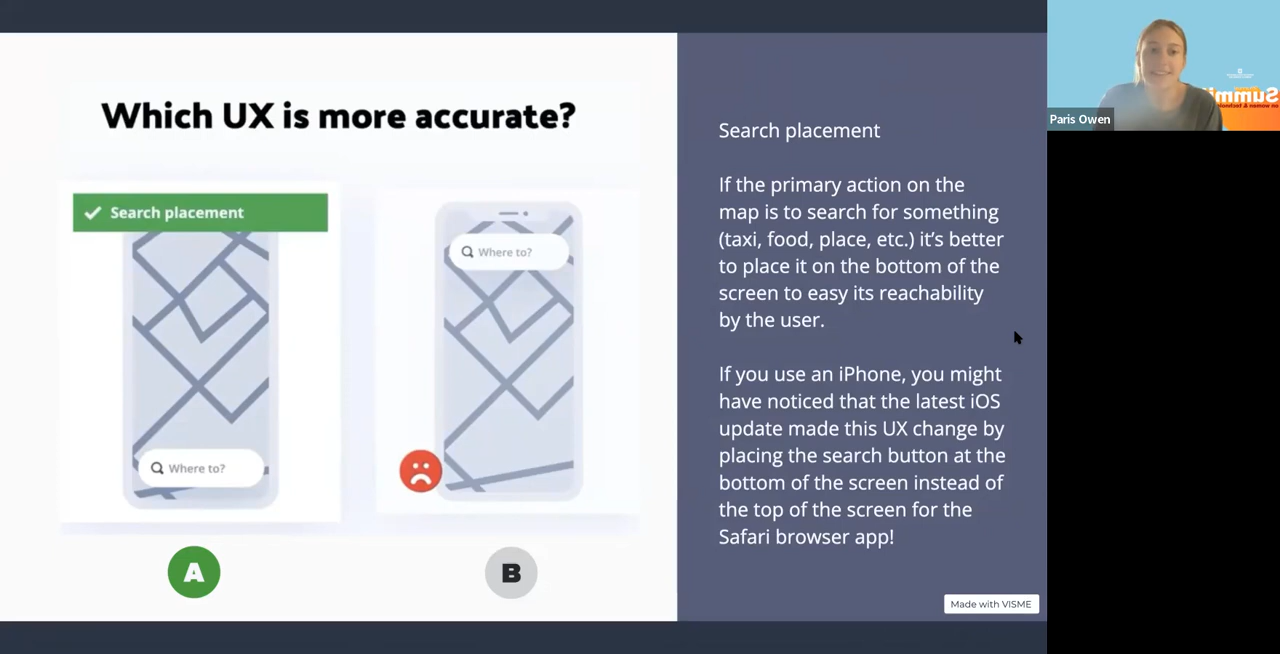 Which UX is more accurate?
Search placement
Where to?
Where to?
A
B
Search placement
If the primary action on the
map is to search for something
(taxi, food, place, etc.) it’s better
to place it on the bottom of the
screen to easy its reachability
by the user.
If you use an iPhone, you might
have noticed that the latest iOS
update made this UX change by
placing the search button at the
bottom of the screen instead of
the top of the screen for the
Safari browser app!
Made with VISME
Paris Owen